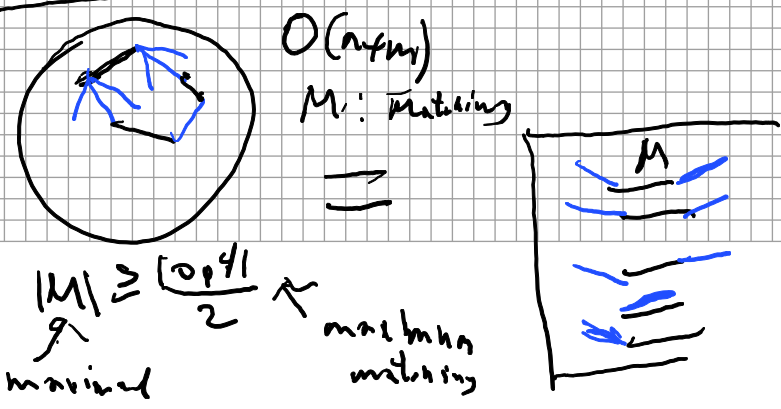 O(n+m)
M : Matching
M
|M| ≥ |opt|
2
maximal
maximum
matching